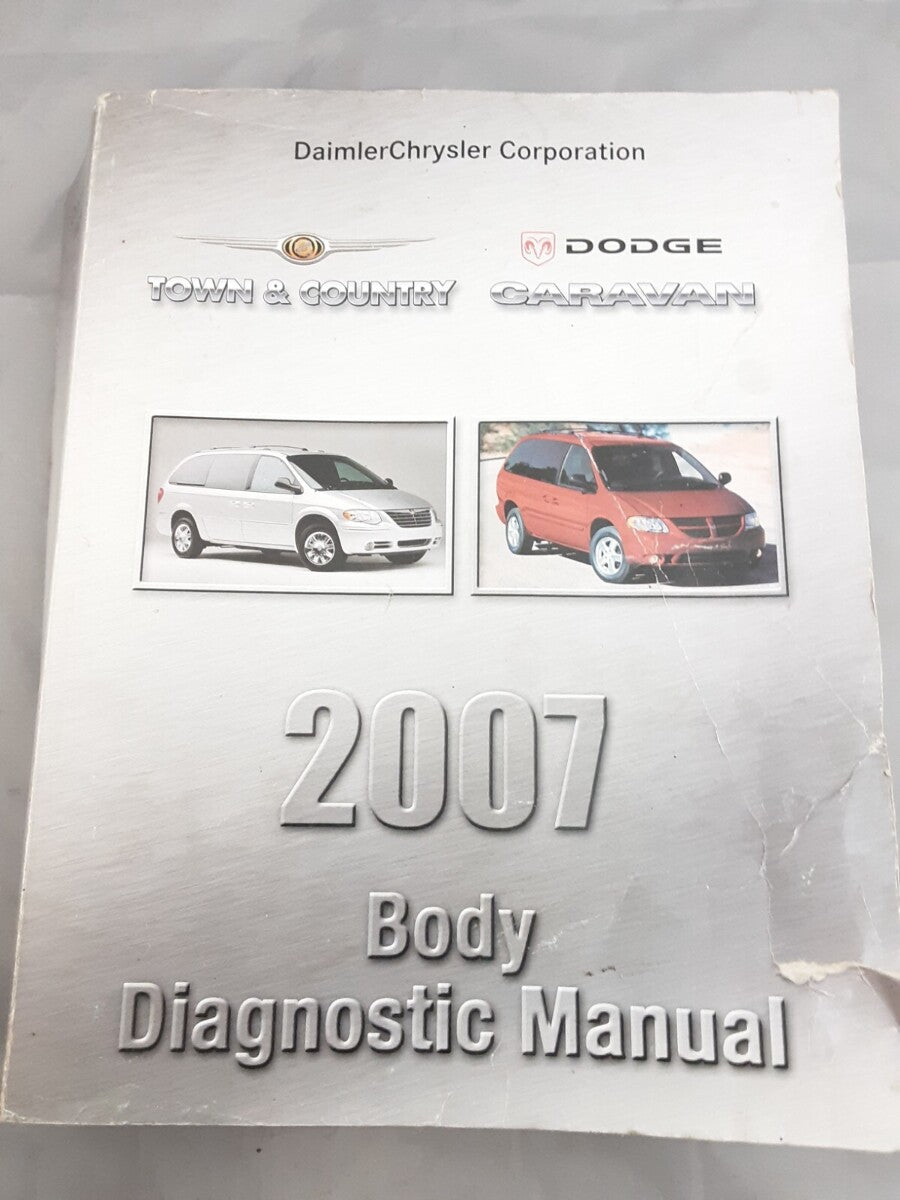 DaimlerChrysler Corporation
DODGE
TOWN & COUNTRY
CARAVAN
2007
Body
Diagnostic Manual